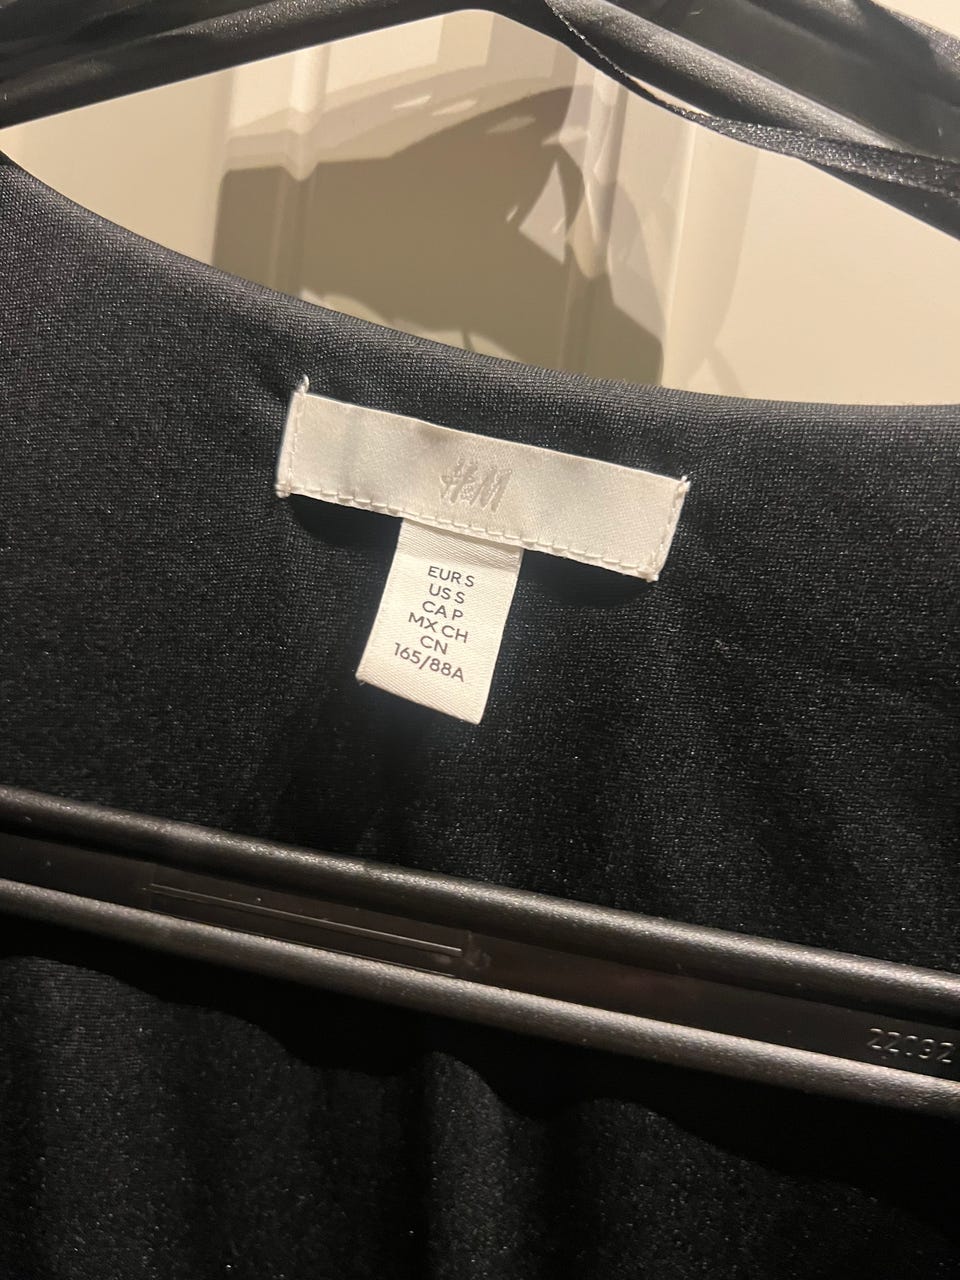 H&M
EUR S
US S
CA P
MX CH
CN
165/88A